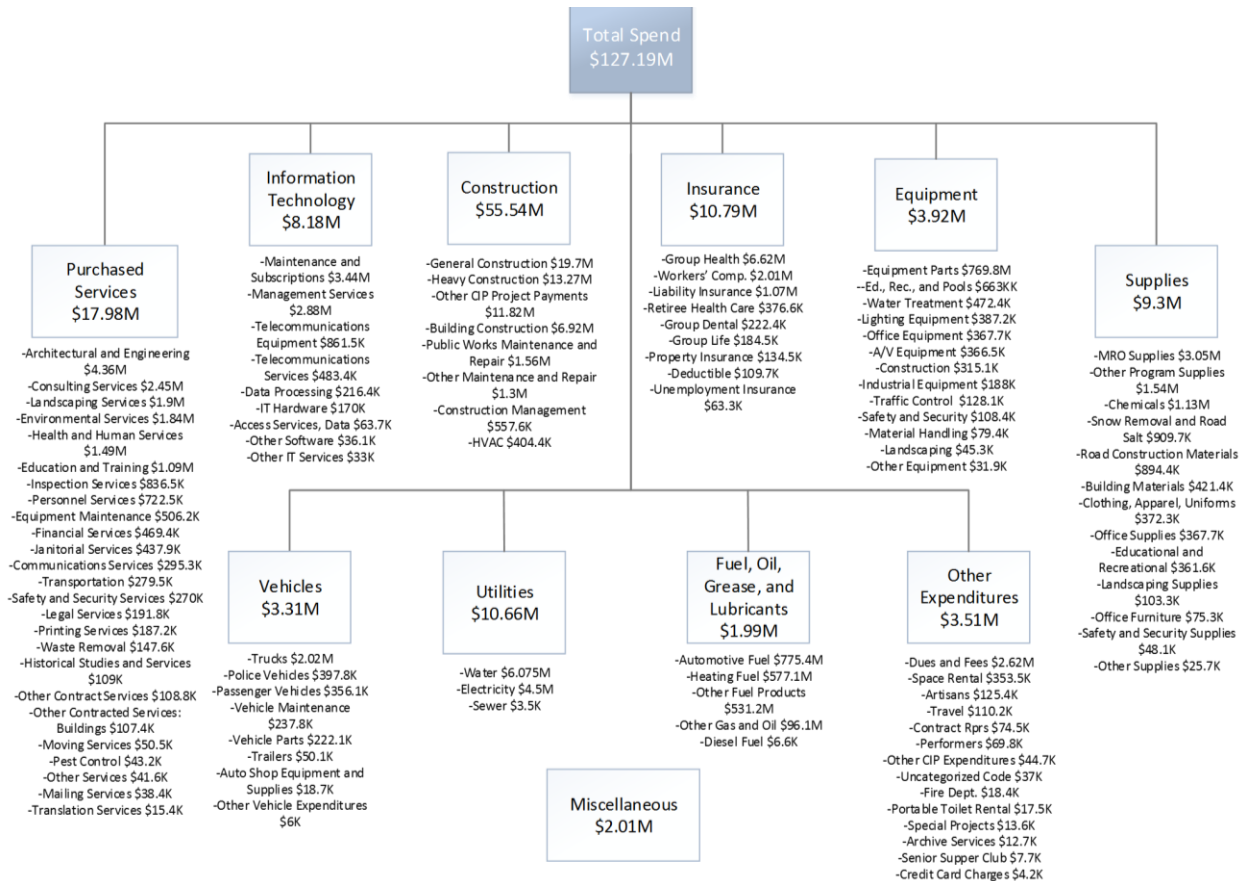 Total Spend
$127.19M
Purchased
Services
$17.98M
-Architectural and Engineering
$4.36M
-Consulting Services $2.45M
-Landscaping Services $1.9M
-Environmental Services $1.84M
-Health and Human Services
$1.49M
-Education and Training $1.09M
-Inspection Services $836.5K
-Personnel Services $722.5K
-Equipment Maintenance $506.2K
-Financial Services $469.4K
-Janitorial Services $437.9K
-Communications Services $295.3K
-Transportation $279.5K
-Safety and Security Services $270K
-Legal Services $191.8K
-Printing Services $187.2K
-Waste Removal $147.6K
-Historical Studies and Services
$109K
-Other Contract Services $108.8K
-Other Contracted Services:
Buildings $107.4K
-Moving Services $50.5K
-Pest Control $43.2K
-Other Services $41.6K
-Mailing Services $38.4K
-Translation Services $15.4K
Information
Technology
$8.18M
-Maintenance and
Subscriptions $3.44M
-Management Services
$2.88M
-Telecommunications
Equipment $861.5K
-Telecommunications
Services $483.4K
-Data Processing $216.4K
-IT Hardware $170K
-Access Services, Data $63.7K
-Other Software $36.1K
-Other IT Services $33K
Construction
$55.54M
-General Construction $19.7M
-Heavy Construction $13.27M
-Other CIP Project Payments
$11.82M
-Building Construction $6.92M
-Public Works Maintenance and
Repair $1.56M
-Other Maintenance and Repair
$1.3M
-Construction Management
$557.6K
-HVAC $404.4K
Insurance
$10.79M
-Group Health $6.62M
-Workers' Comp. $2.01M
-Liability Insurance $1.07M
-Retiree Health Care $376.6K
-Group Dental $222.4K
-Group Life $184.5K
-Property Insurance $134.5K
-Deductible $109.7K
-Unemployment Insurance
$63.3K
Equipment
$3.92M
-Equipment Parts $769.8M
--Ed., Rec., and Pools $663KK
-Water Treatment $472.4K
-Lighting Equipment $387.2K
-Office Equipment $367.7K
-A/V Equipment $366.5K
-Construction $315.1K
-Industrial Equipment $188K
-Traffic Control $128.1K
-Safety and Security $108.4K
-Material Handling $79.4K
-Landscaping $45.3K
-Other Equipment $31.9K
Supplies
$9.3M
-MRO Supplies $3.05M
-Other Program Supplies
$1.54M
-Chemicals $1.13M
-Snow Removal and Road
Salt $909.7K
-Road Construction Materials
$894.4K
-Building Materials $421.4K
-Clothing, Apparel, Uniforms
$372.3K
-Office Supplies $367.7K
-Educational and
Recreational $361.6K
-Landscaping Supplies
$103.3K
-Office Furniture $75.3K
-Safety and Security Supplies
$48.1K
-Other Supplies $25.7K
Vehicles
$3.31M
-Trucks $2.02M
-Police Vehicles $397.8K
-Passenger Vehicles $356.1K
-Vehicle Maintenance
$237.8K
-Vehicle Parts $222.1K
-Trailers $50.1K
-Auto Shop Equipment and
Supplies $18.7K
-Other Vehicle Expenditures
$6K
Utilities
$10.66M
-Water $6.075M
-Electricity $4.5M
-Sewer $3.5K
Fuel, Oil,
Grease, and
Lubricants
$1.99M
-Automotive Fuel $775.4M
-Heating Fuel $577.1M
-Other Fuel Products
$531.2M
-Other Gas and Oil $96.1M
-Diesel Fuel $6.6K
Other
Expenditures
$3.51M
-Dues and Fees $2.62M
-Space Rental $353.5K
-Artisans $125.4K
-Travel $110.2K
-Contract Rprs $74.5K
-Performers $69.8K
-Other CIP Expenditures $44.7K
-Uncategorized Code $37K
-Fire Dept. $18.4K
-Portable Toilet Rental $17.5K
-Special Projects $13.6K
-Archive Services $12.7K
-Senior Supper Club $7.7K
-Credit Card Charges $4.2K
Miscellaneous
$2.01M